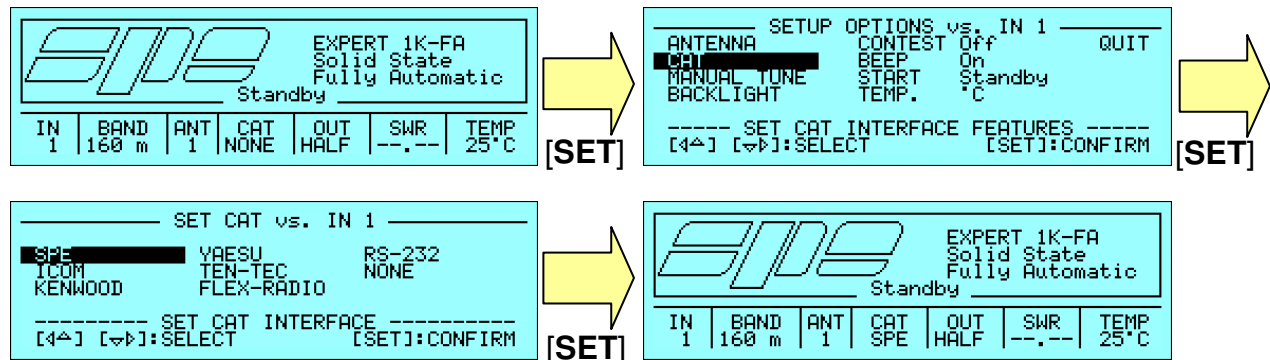 spe
EXPERT 1K-FA
Solid State
Fully Automatic
Standby
IN BAND ANT CAT OUT SWR TEMP
1 160 m 1 NONE HALF --.-- 25°C
[SET]
SETUP OPTIONS vs. IN 1
ANTENNA CONTEST Off QUIT
CAT BEEP On
MANUAL TUNE START Standby
BACKLIGHT TEMP. °C
----- SET CAT INTERFACE FEATURES -----
[◁△] [▽▷]:SELECT [SET]:CONFIRM
[SET]
SET CAT vs. IN 1
SPE YAESU RS-232
ICOM TEN-TEC NONE
KENWOOD FLEX-RADIO
---------- SET CAT INTERFACE ----------
[◁△] [▽▷]:SELECT [SET]:CONFIRM
[SET]
spe
EXPERT 1K-FA
Solid State
Fully Automatic
Standby
IN BAND ANT CAT OUT SWR TEMP
1 160 m 1 SPE HALF --.-- 25°C